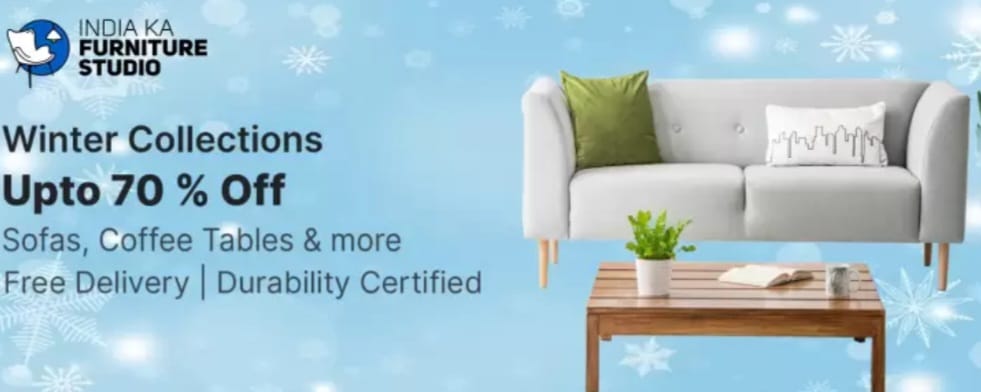 INDIA KA
FURNITURE
STUDIO
Winter Collections
Upto 70 % Off
Sofas, Coffee Tables & more
Free Delivery | Durability Certified